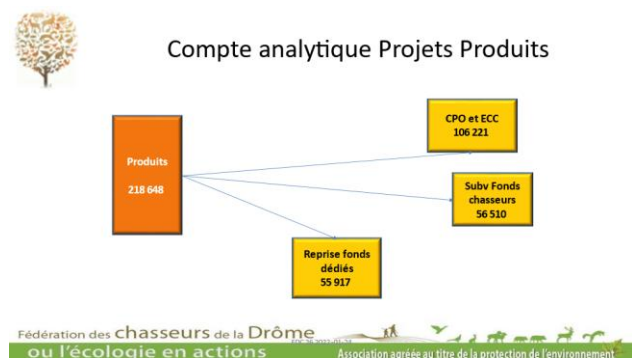 Compte analytique Projets Produits
CPO et ECC
106 221
Produits
218 648
Subv Fonds
chasseurs
56 510
Reprise fonds
dédiés
55 917
Fédération des chasseurs de la Drôme
ou l'écologie en actions
Association agréée au titre de la protection de l'environnement